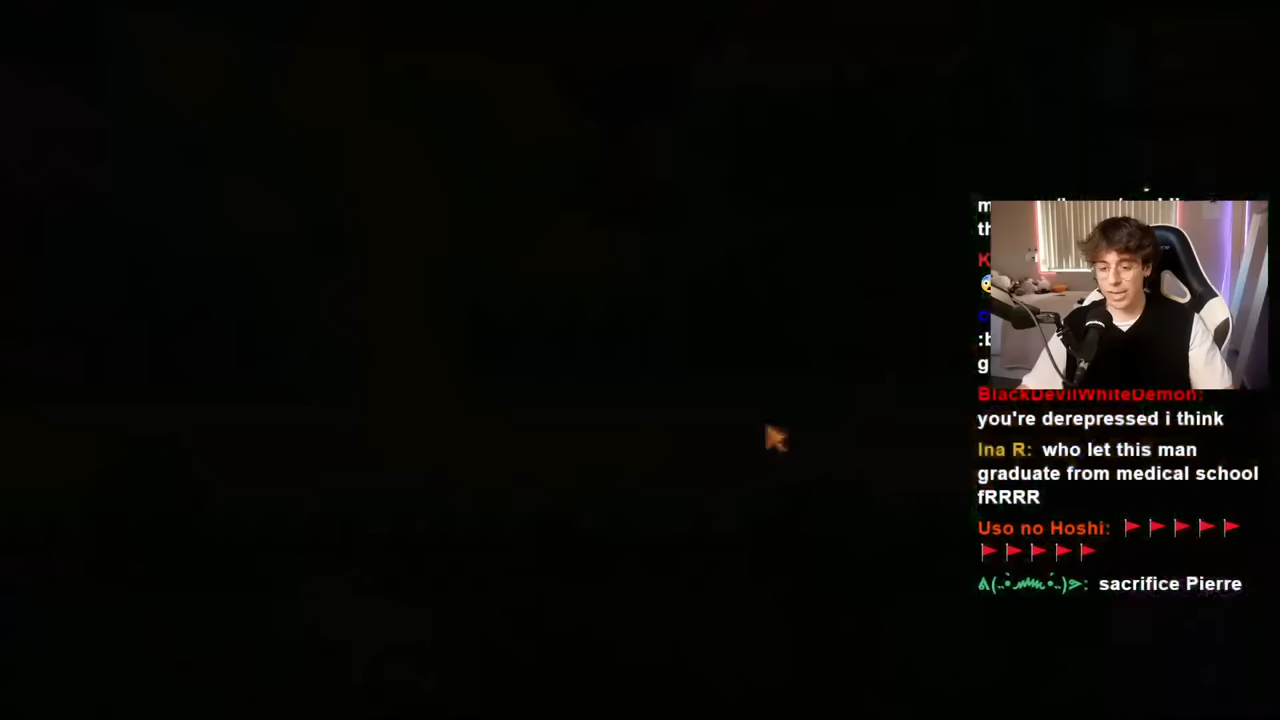 m
th
K
c
:b
g
BlackDevilWhiteDemon:
you're derepressed i think
Ina R: who let this man
graduate from medical school
fRRRR
Uso no Hoshi: 🚩🚩🚩🚩🚩
🚩🚩🚩🚩🚩
sacrifice Pierre